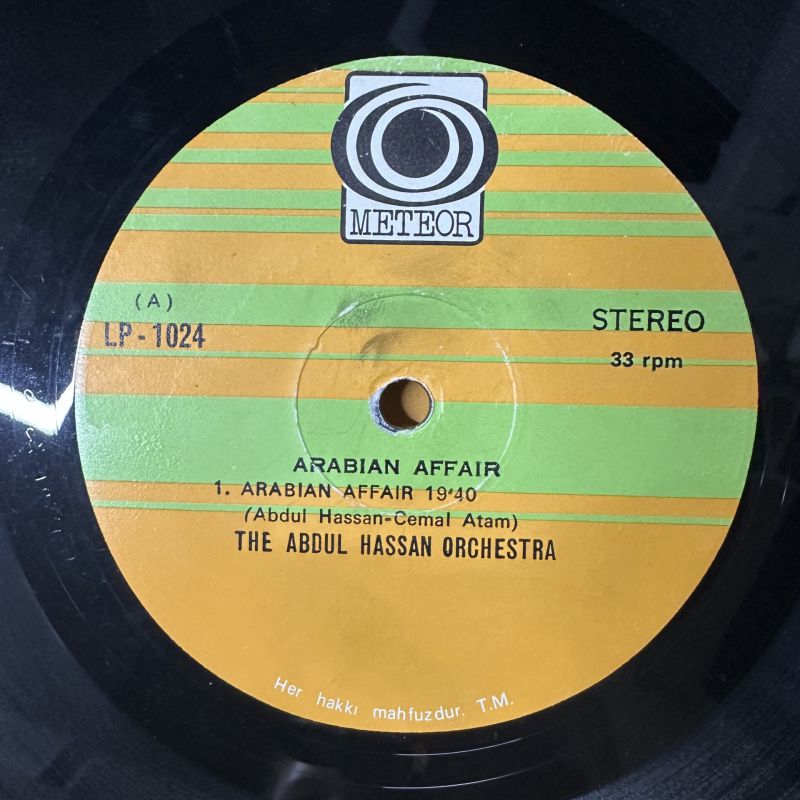 METEOR
(A)
LP - 1024
STEREO
33 rpm
ARABIAN AFFAIR
1. ARABIAN AFFAIR 19'40
(Abdul Hassan-Cemal Atam)
THE ABDUL HASSAN ORCHESTRA
Her hakkı mahfuzdur. T.M.